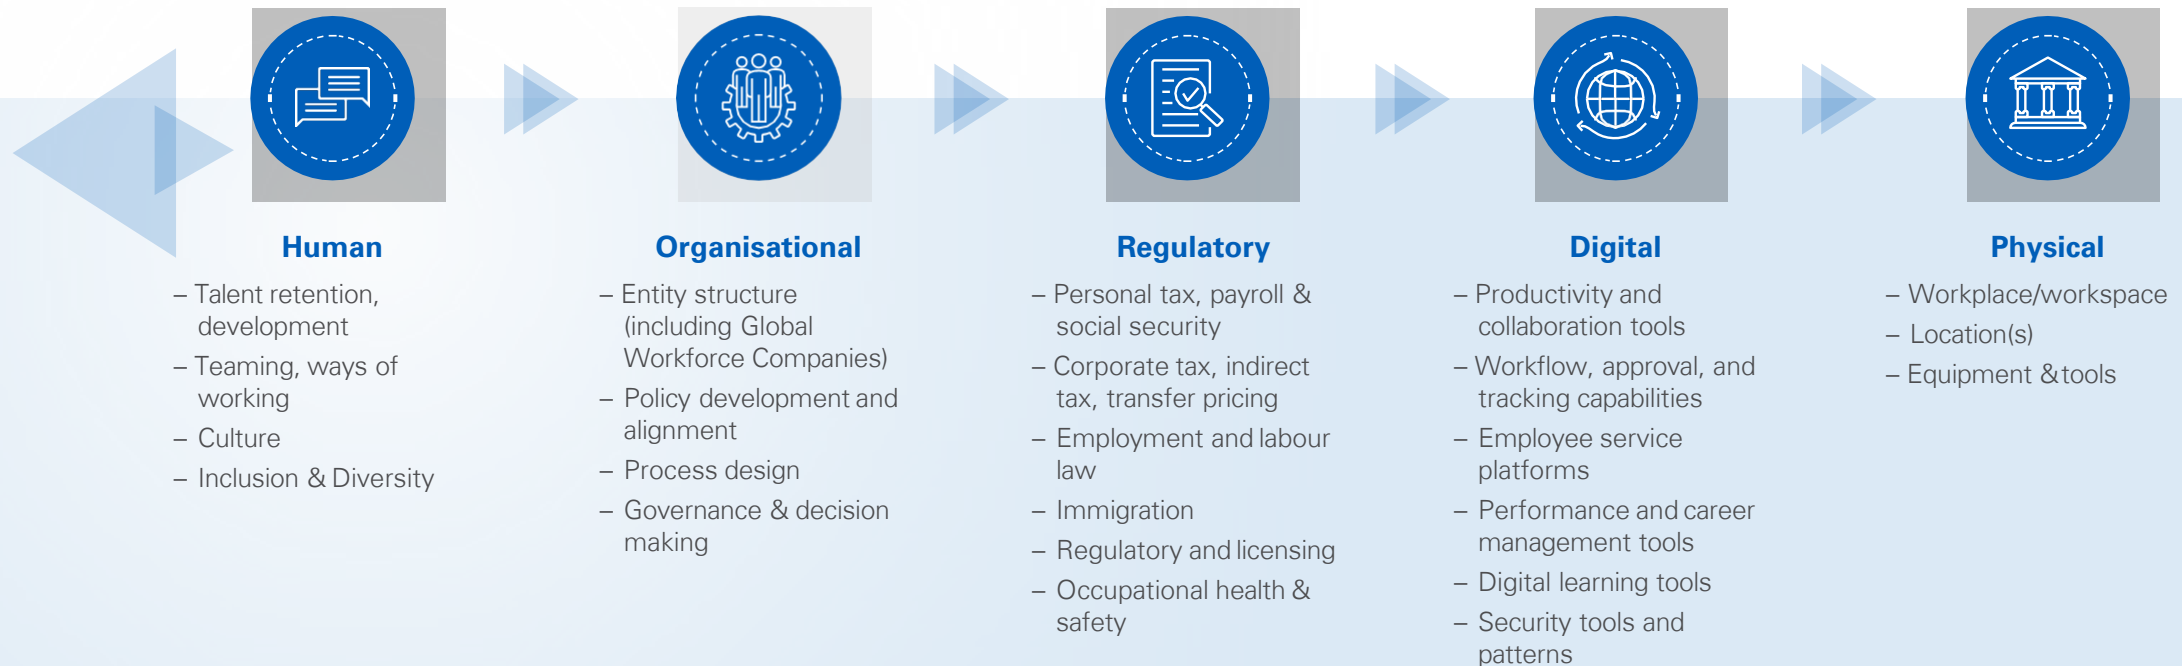 Human
– Talent retention,
development
– Teaming, ways of
working
– Culture
– Inclusion & Diversity
Organisational
– Entity structure
(including Global
Workforce Companies)
– Policy development and
alignment
– Process design
– Governance & decision
making
Regulatory
– Personal tax, payroll &
social security
– Corporate tax, indirect
tax, transfer pricing
– Employment and labour
law
– Immigration
– Regulatory and licensing
– Occupational health &
safety
Digital
– Productivity and
collaboration tools
– Workflow, approval, and
tracking capabilities
– Employee service
platforms
– Performance and career
management tools
– Digital learning tools
– Security tools and
patterns
Physical
– Workplace/workspace
– Location(s)
– Equipment & tools